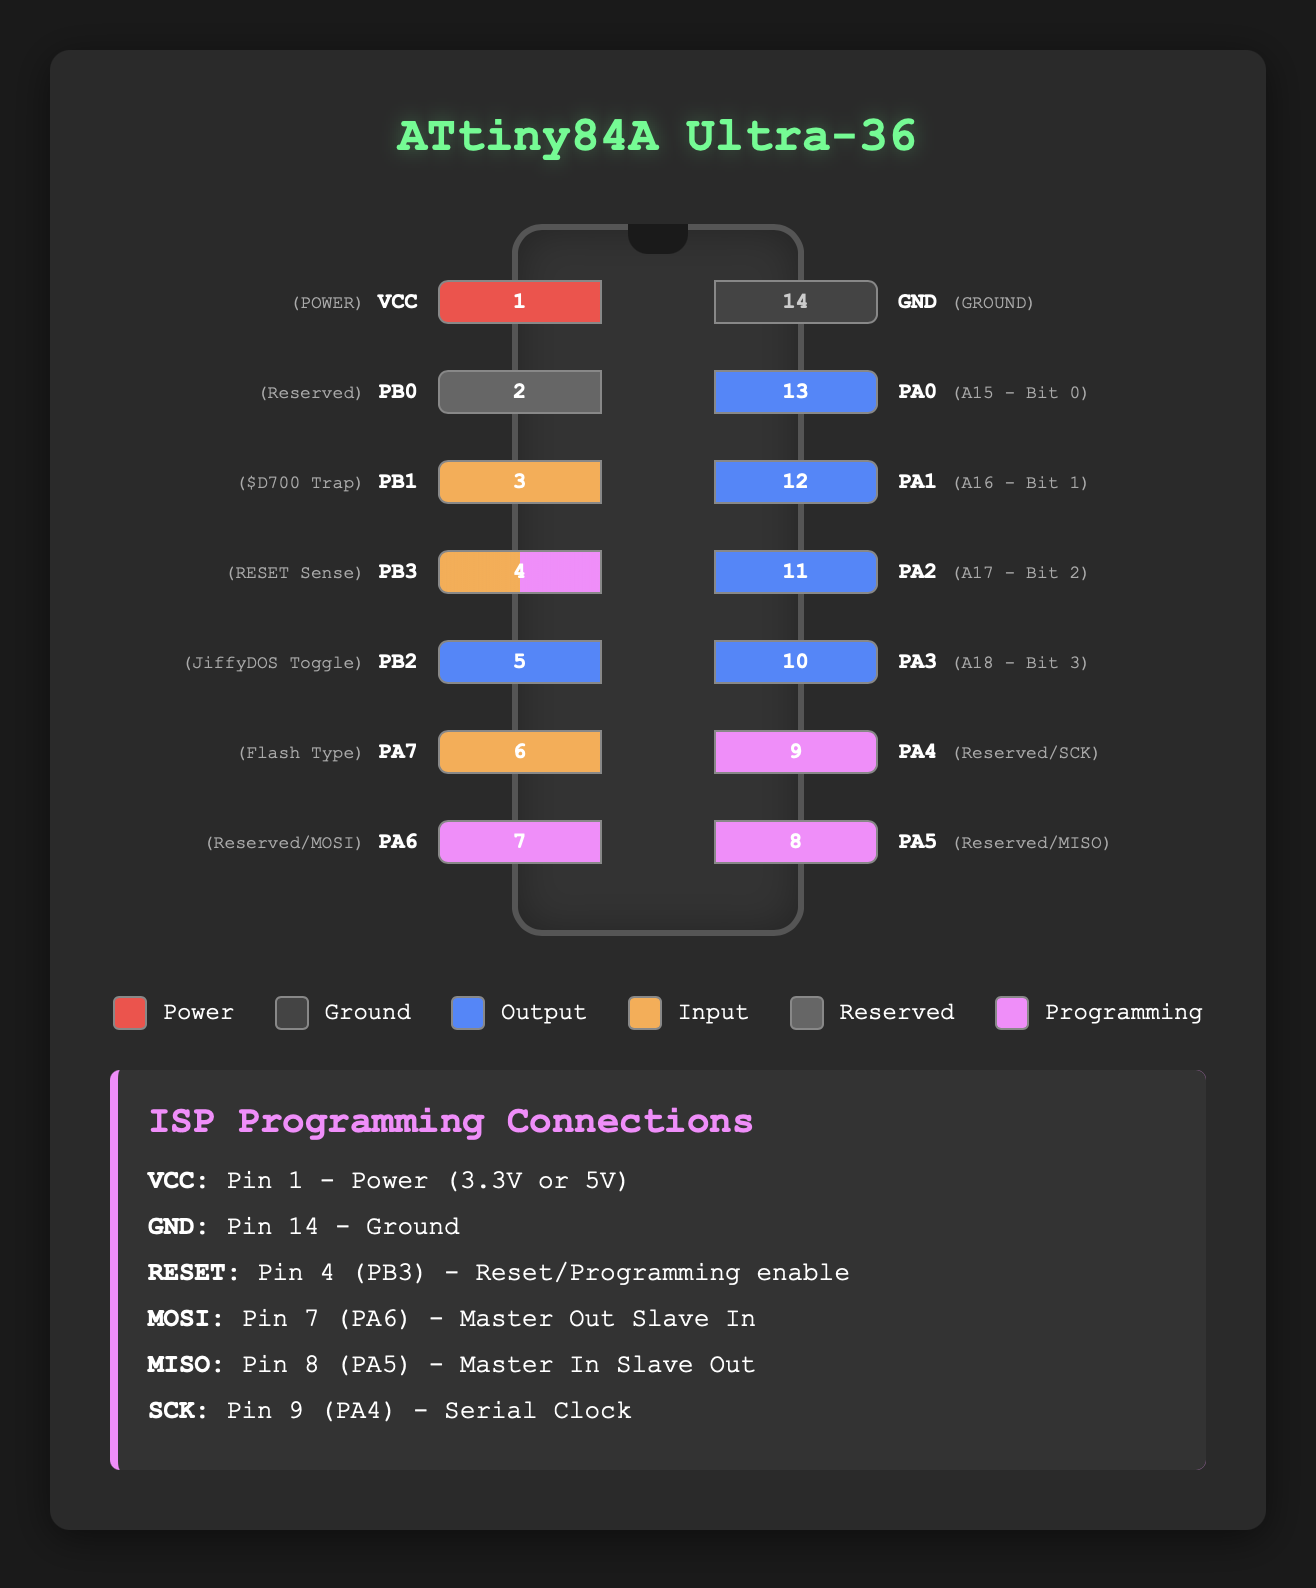 ATtiny84A Ultra-36
(POWER) VCC 1 14 GND (GROUND)
(Reserved) PB0 2 13 PA0 (A15 - Bit 0)
($D700 Trap) PB1 3 12 PA1 (A16 - Bit 1)
(RESET Sense) PB3 4 11 PA2 (A17 - Bit 2)
(JiffyDOS Toggle) PB2 5 10 PA3 (A18 - Bit 3)
(Flash Type) PA7 6 9 PA4 (Reserved/SCK)
(Reserved/MOSI) PA6 7 8 PA5 (Reserved/MISO)
Power Ground Output Input Reserved Programming
ISP Programming Connections
VCC: Pin 1 - Power (3.3V or 5V)
GND: Pin 14 - Ground
RESET: Pin 4 (PB3) - Reset/Programming enable
MOSI: Pin 7 (PA6) - Master Out Slave In
MISO: Pin 8 (PA5) - Master In Slave Out
SCK: Pin 9 (PA4) - Serial Clock